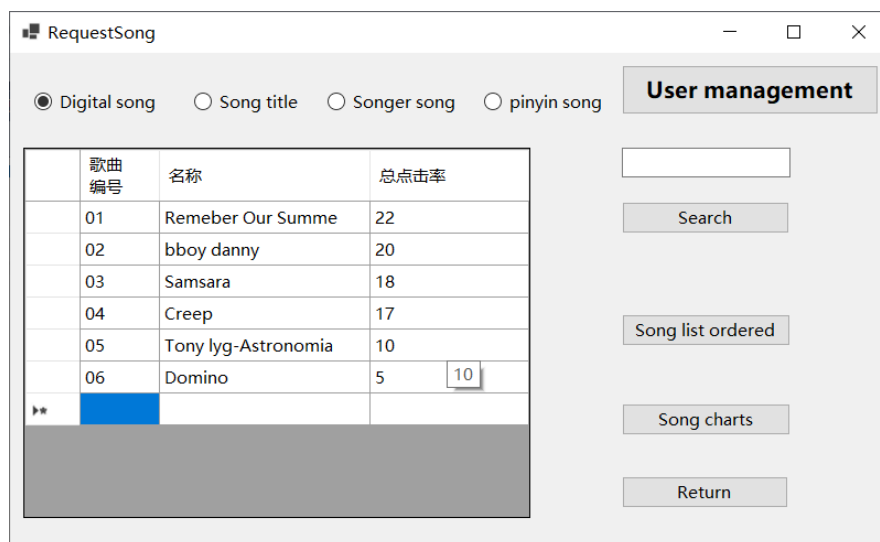 RequestSong
User management
Digital song Song title Songer song pinyin song
歌曲
编号 名称 总点击率
01 Remeber Our Summe 22
02 bboy danny 20
03 Samsara 18
04 Creep 17
05 Tony lyg-Astronomia 10
06 Domino 5 10
Search
Song list ordered
Song charts
Return